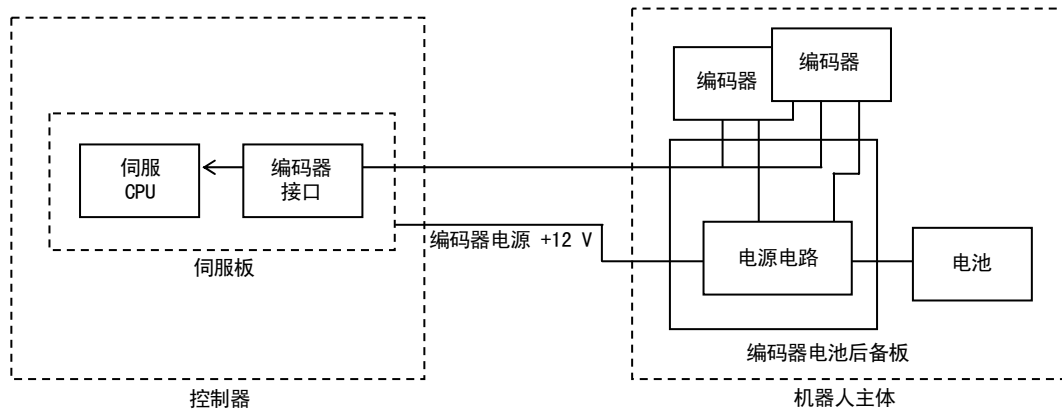 编码器
编码器
伺服
CPU
编码器
接口
编码器电源 +12 V
伺服板
电源电路
电池
编码器电池后备板
控制器
机器人主体